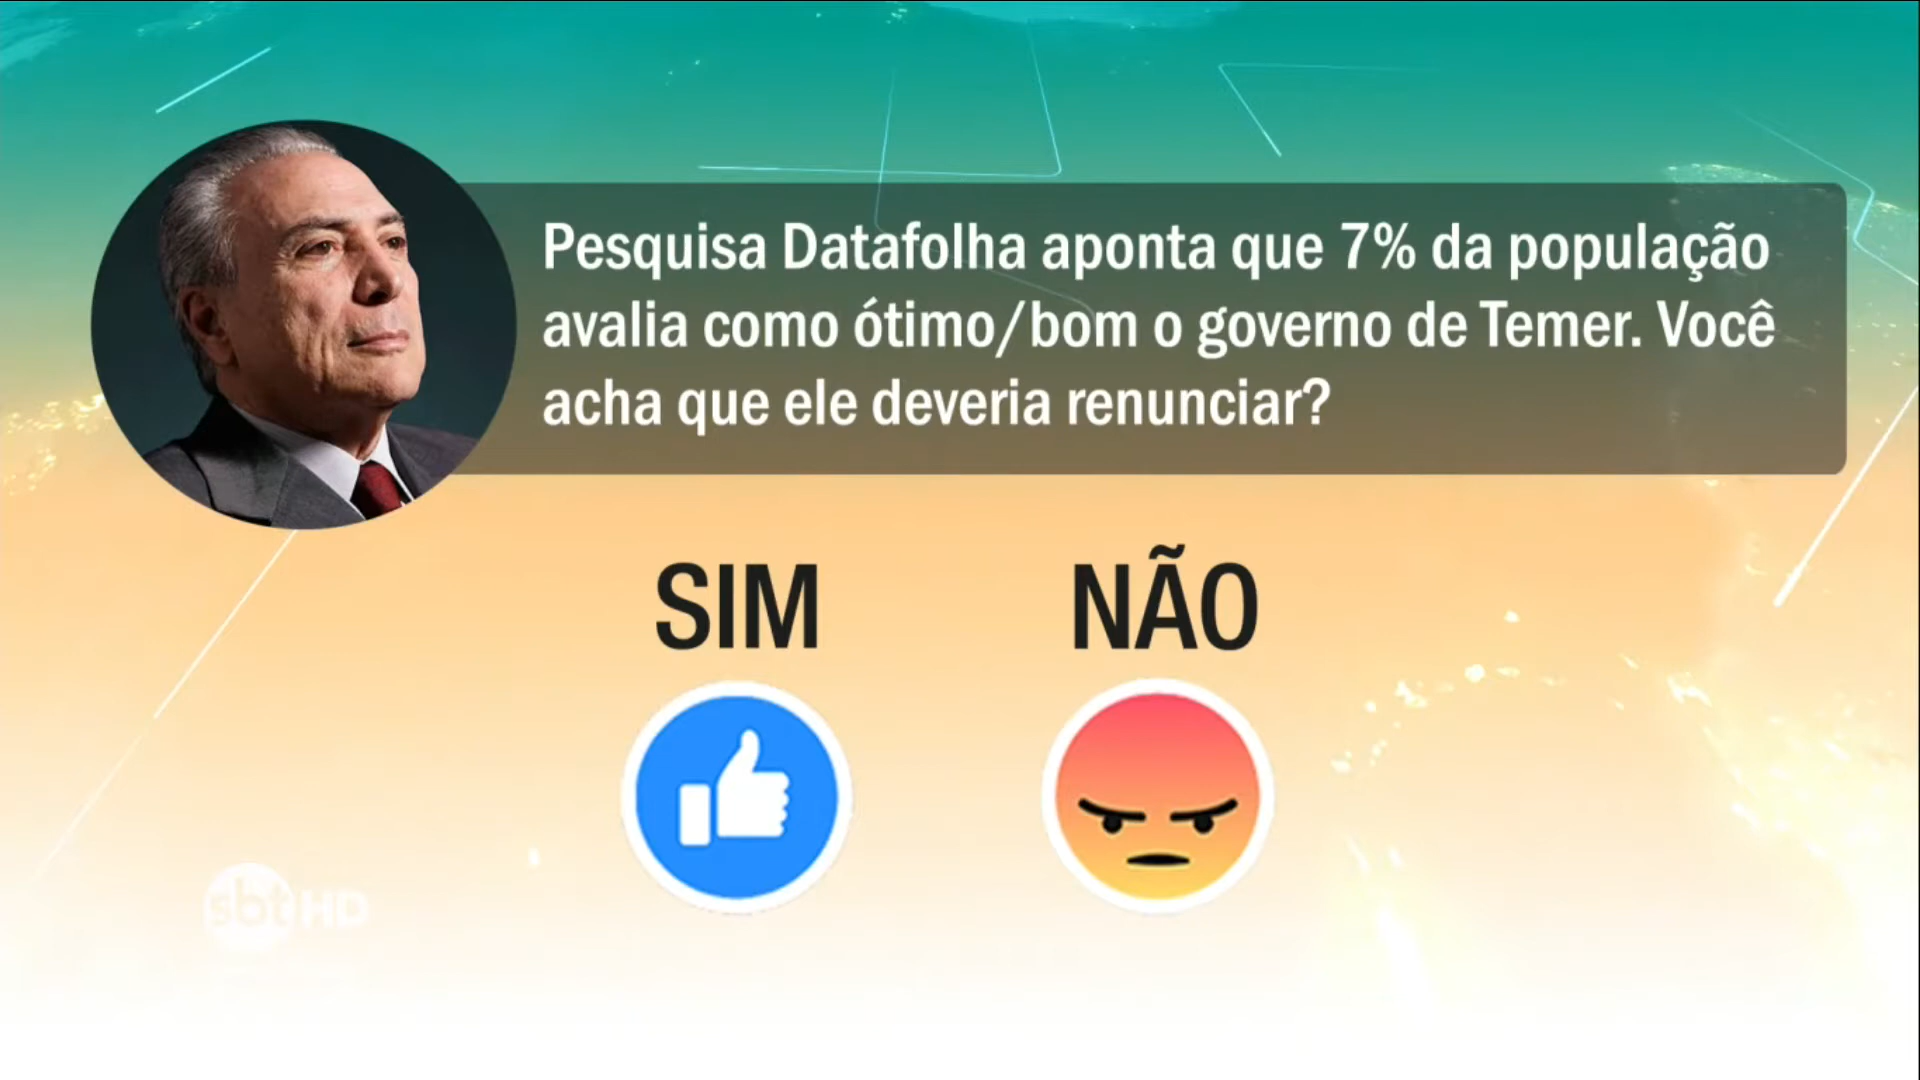 Pesquisa Datafolha aponta que 7% da população
avalia como ótimo/bom o governo de Temer. Você
acha que ele deveria renunciar?
SIM NÃO
sbt HD